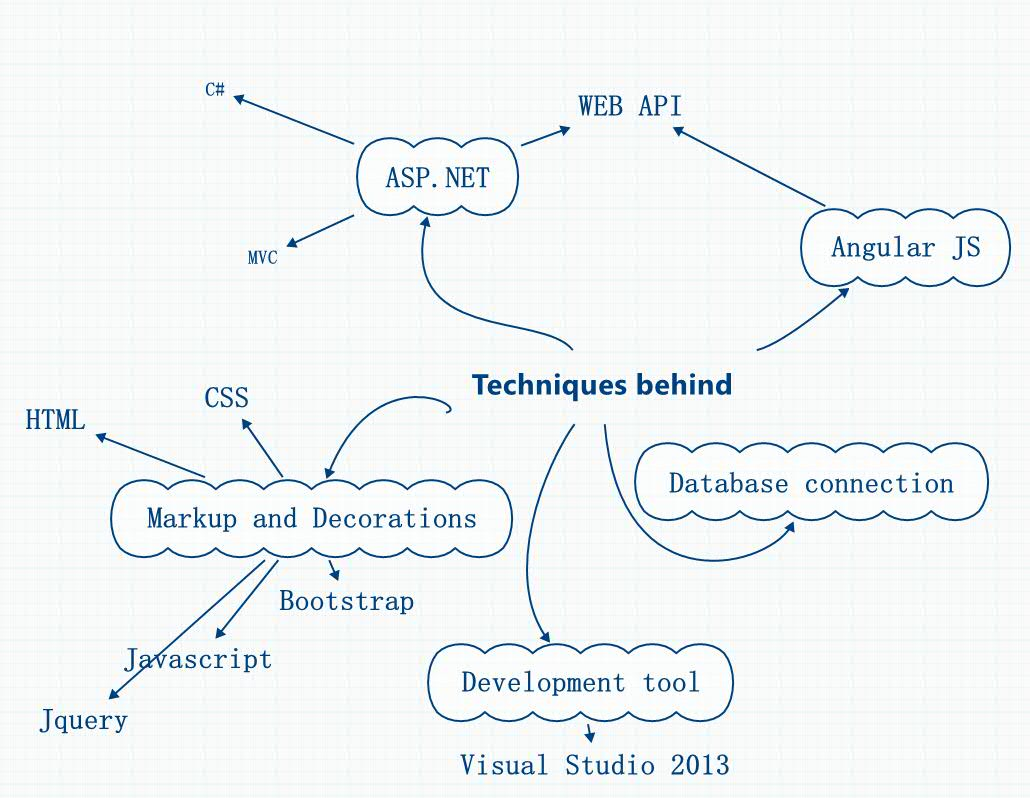 C#
WEB API
ASP.NET
Angular JS
MVC
Techniques behind
CSS
HTML
Database connection
Markup and Decorations
Bootstrap
Javascript
Development tool
Jquery
Visual Studio 2013